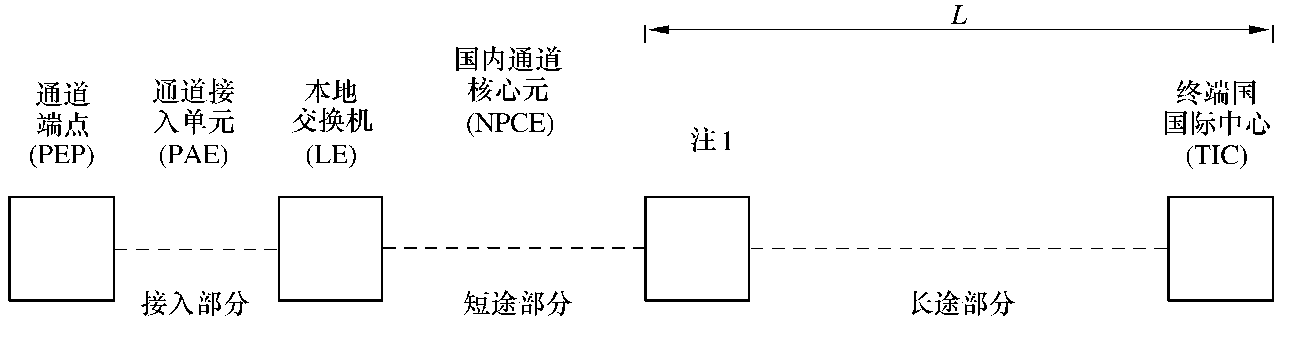 L
通道
端点
(PEP)
通道接
入单元
(PAE)
本地
交换机
(LE)
国内通道
核心元
(NPCE)
注1
终端国
国际中心
(TIC)
接入部分
短途部分
长途部分